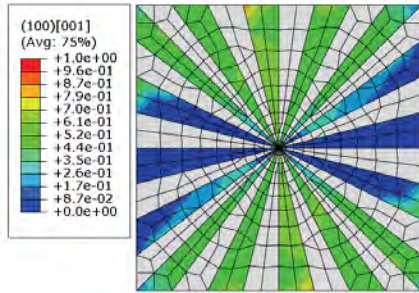 (100)[001]
(Avg: 75%)
+1.0e+00
+9.6e-01
+8.7e-01
+7.9e-01
+7.0e-01
+6.1e-01
+5.2e-01
+4.4e-01
+3.5e-01
+2.6e-01
+1.7e-01
+8.7e-02
+0.0e+00